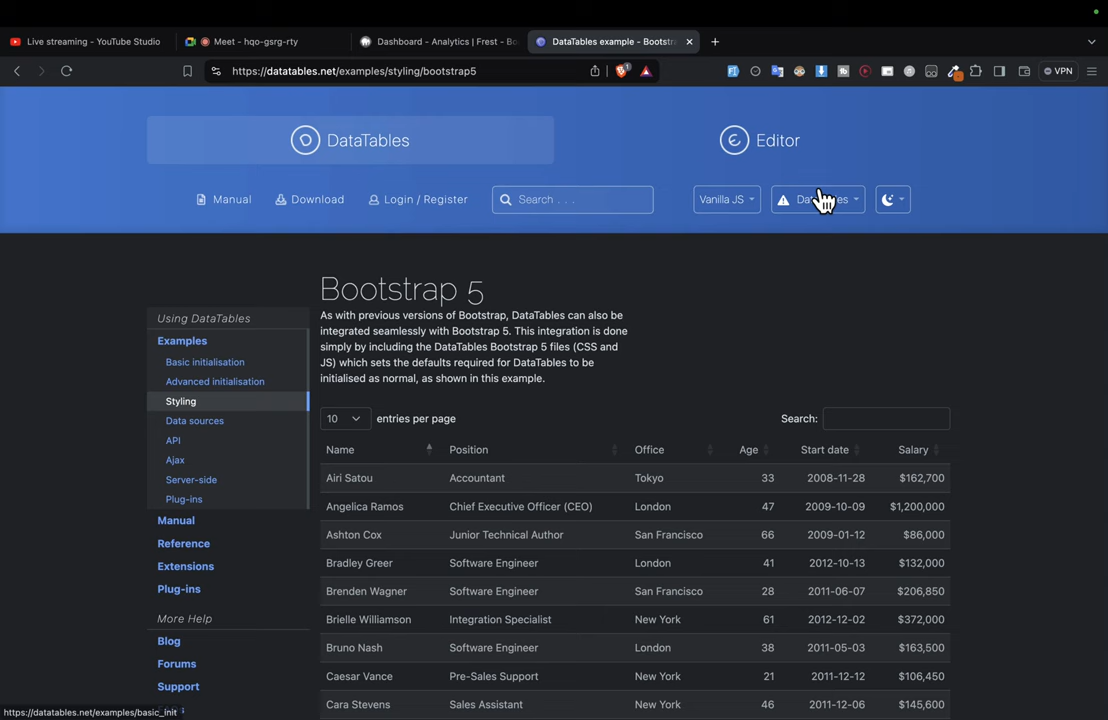 Live streaming - YouTube Studio
Meet - hqo-gsrg-rty
Dashboard - Analytics | Frest - Bo
DataTables example - Bootstr
https://datatables.net/examples/styling/bootstrap5
1
VPN
DataTables
Editor
Manual
Download
Login / Register
Search . . .
Vanilla JS
Bootstrap 5
As with previous versions of Bootstrap, DataTables can also be
integrated seamlessly with Bootstrap 5. This integration is done
simply by including the DataTables Bootstrap 5 files (CSS and
JS) which sets the defaults required for DataTables to be
initialised as normal, as shown in this example.
Using DataTables
Examples
Basic initialisation
Advanced initialisation
Styling
Data sources
API
Ajax
Server-side
Plug-ins
Manual
Reference
Extensions
Plug-ins
More Help
Blog
Forums
Support
10 entries per page
Search:
Name Position Office Age Start date Salary
Airi Satou Accountant Tokyo 33 2008-11-28 $162,700
Angelica Ramos Chief Executive Officer (CEO) London 47 2009-10-09 $1,200,000
Ashton Cox Junior Technical Author San Francisco 66 2009-01-12 $86,000
Bradley Greer Software Engineer London 41 2012-10-13 $132,000
Brenden Wagner Software Engineer San Francisco 28 2011-06-07 $206,850
Brielle Williamson Integration Specialist New York 61 2012-12-02 $372,000
Bruno Nash Software Engineer London 38 2011-05-03 $163,500
Caesar Vance Pre-Sales Support New York 21 2011-12-12 $106,450
Cara Stevens Sales Assistant New York 46 2011-12-06 $145,600
https://datatables.net/examples/basic_init